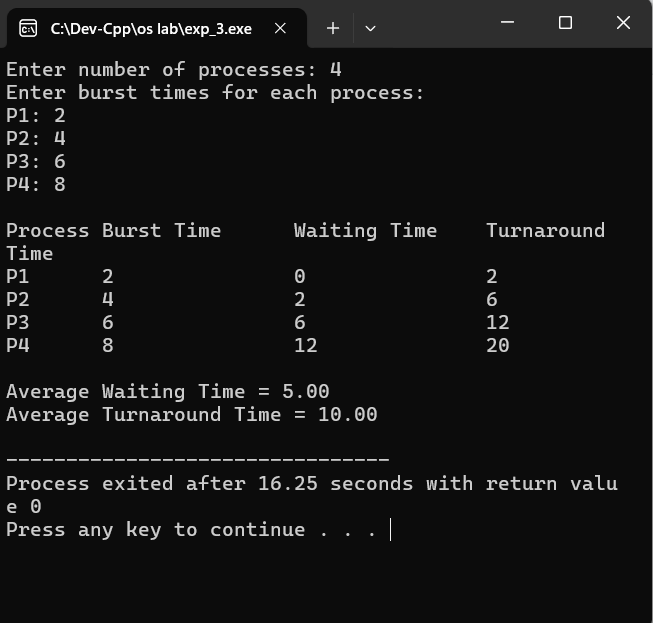 C:\Dev-Cpp\os lab\exp_3.exe
Enter number of processes: 4
Enter burst times for each process:
P1: 2
P2: 4
P3: 6
P4: 8
Process Burst Time      Waiting Time    Turnaround
Time
P1      2               0               2
P2      4               2               6
P3      6               6               12
P4      8               12              20
Average Waiting Time = 5.00
Average Turnaround Time = 10.00
--------------------------------
Process exited after 16.25 seconds with return valu
e 0
Press any key to continue . . .